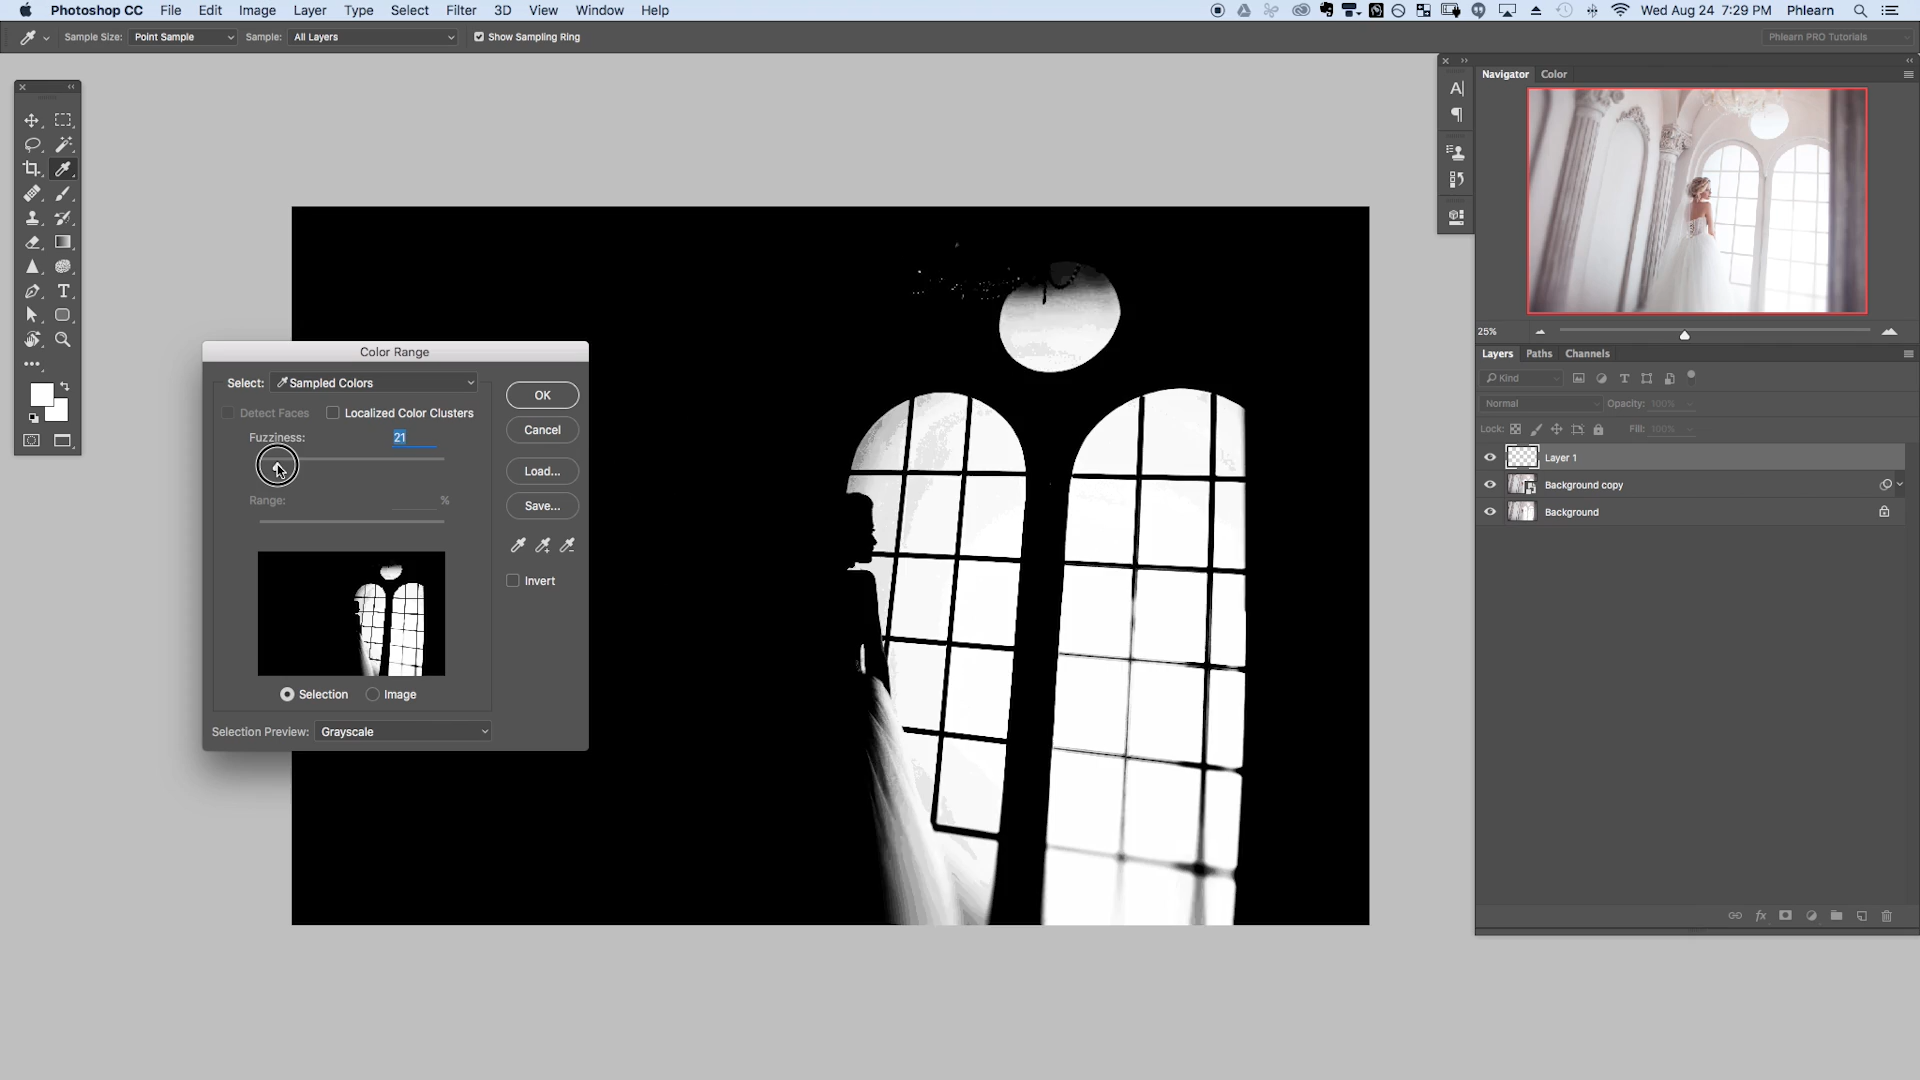 Photoshop CC File Edit Image Layer Type Select Filter 3D View Window Help Wed Aug 24 7:29 PM Phlearn
Sample Size: Point Sample Sample: All Layers Show Sampling Ring Phlearn PRO Tutorials
Navigator Color
25%
Layers Paths Channels
Kind
Normal Opacity: 100%
Lock: Fill: 100%
Layer 1
Background copy
Background
Color Range
Select: Sampled Colors
Detect Faces Localized Color Clusters
Fuzziness: 21
Range: %
Selection Image
Selection Preview: Grayscale
OK
Cancel
Load...
Save...
Invert